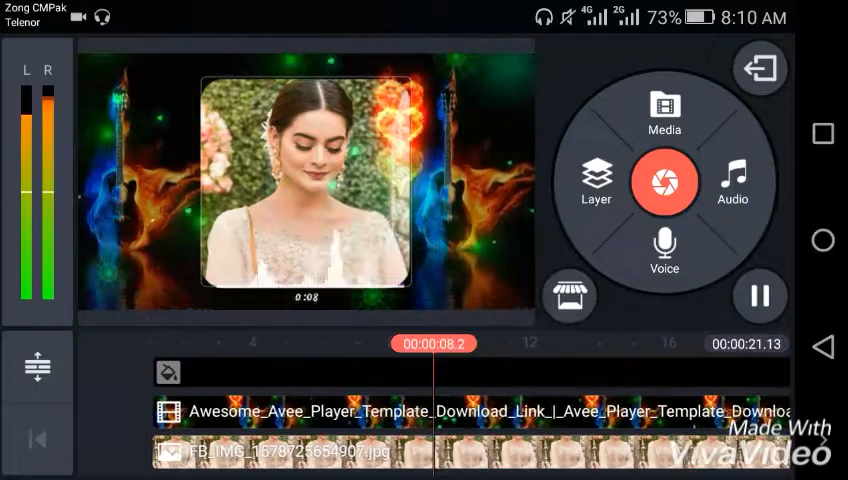 Zong CMPak
Telenor
4G
2G
73%
8:10 AM
L R
Media
Layer
Audio
Voice
0:08
4
12
16
00:00:08.2
00:00:21.13
Awesome_Avee_Player_Template_Download_Link_|_Avee_Player_Template_Downloa
FB_IMG_1578725654907.jpg
Made With
VivaVideo